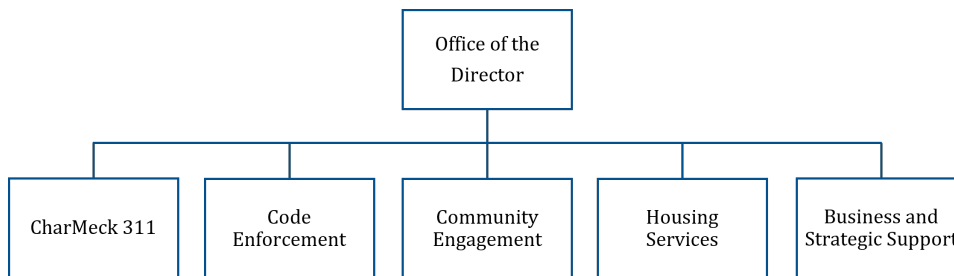 Office of the
Director
CharMeck 311
Code
Enforcement
Community
Engagement
Housing
Services
Business and
Strategic Support